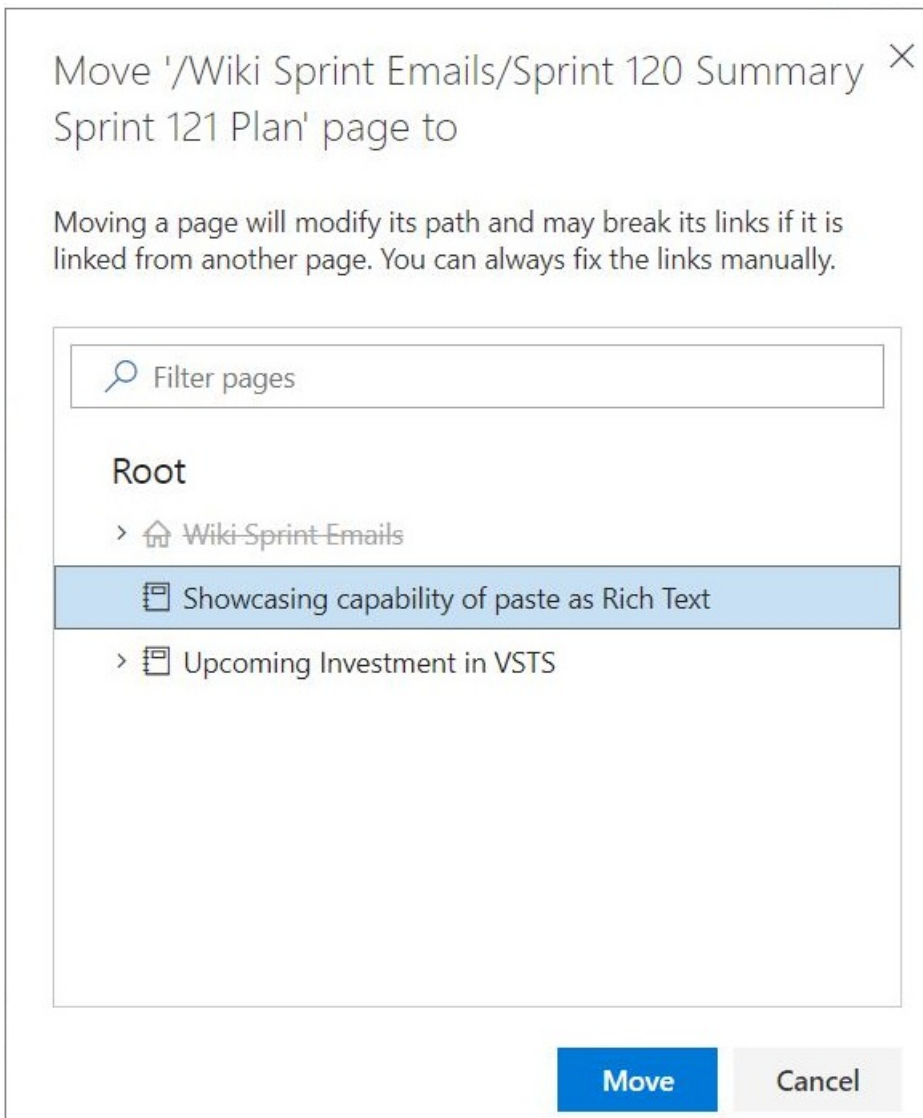 Move '/Wiki Sprint Emails/Sprint 120 Summary
Sprint 121 Plan' page to
Moving a page will modify its path and may break its links if it is
linked from another page. You can always fix the links manually.
Filter pages
Root
Wiki Sprint Emails
Showcasing capability of paste as Rich Text
Upcoming Investment in VSTS
Move
Cancel